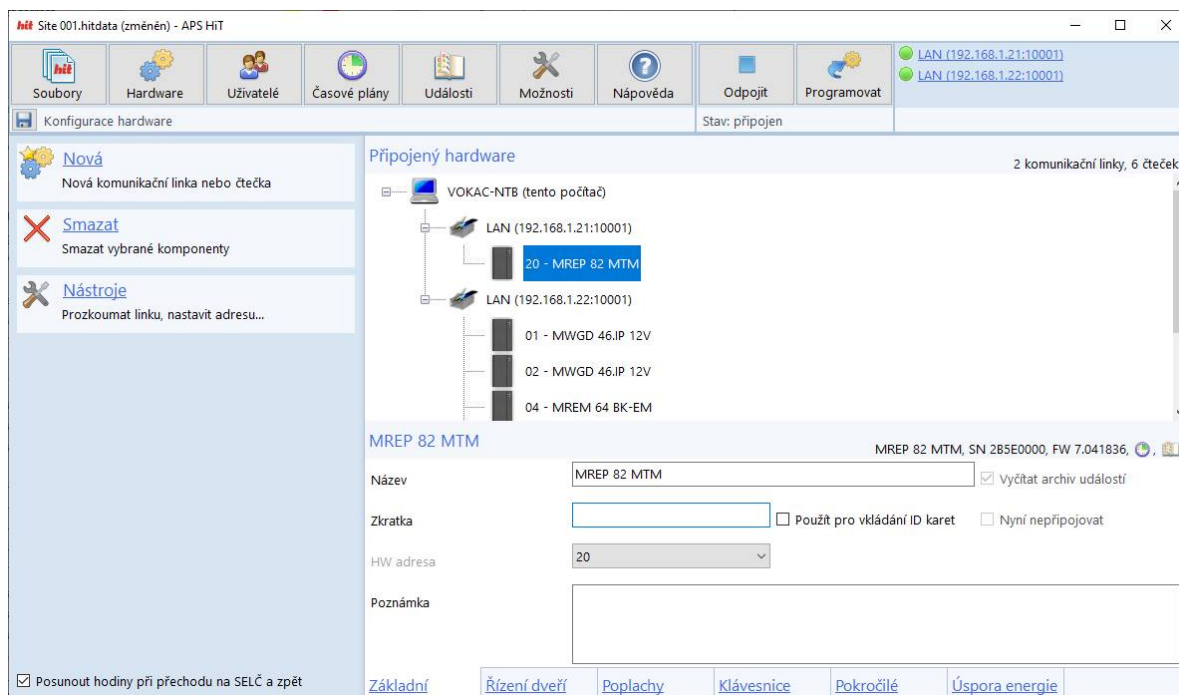 hit Site 001.hitdata (změněn) - APS HiT
hit
Soubory
Hardware
Uživatelé
Časové plány
Události
Možnosti
Nápověda
Odpojit
Programovat
LAN (192.168.1.21:10001)
LAN (192.168.1.22:10001)
Konfigurace hardware
Stav: připojen
Nová
Nová komunikační linka nebo čtečka
Smazat
Smazat vybrané komponenty
Nástroje
Prozkoumat linku, nastavit adresu...
Posunout hodiny při přechodu na SELČ a zpět
Připojený hardware
2 komunikační linky, 6 čteček
VOKAC-NTB (tento počítač)
LAN (192.168.1.21:10001)
20 - MREP 82 MTM
LAN (192.168.1.22:10001)
01 - MWGD 46.IP 12V
02 - MWGD 46.IP 12V
04 - MREM 64 BK-EM
MREP 82 MTM
MREP 82 MTM, SN 2B5E0000, FW 7.041836, ,
Název
MREP 82 MTM
Vyčítat archiv událostí
Zkratka
Použít pro vkládání ID karet
Nyní nepřipojovat
HW adresa
20
Poznámka
Základní
Řízení dveří
Poplachy
Klávesnice
Pokročilé
Úspora energie